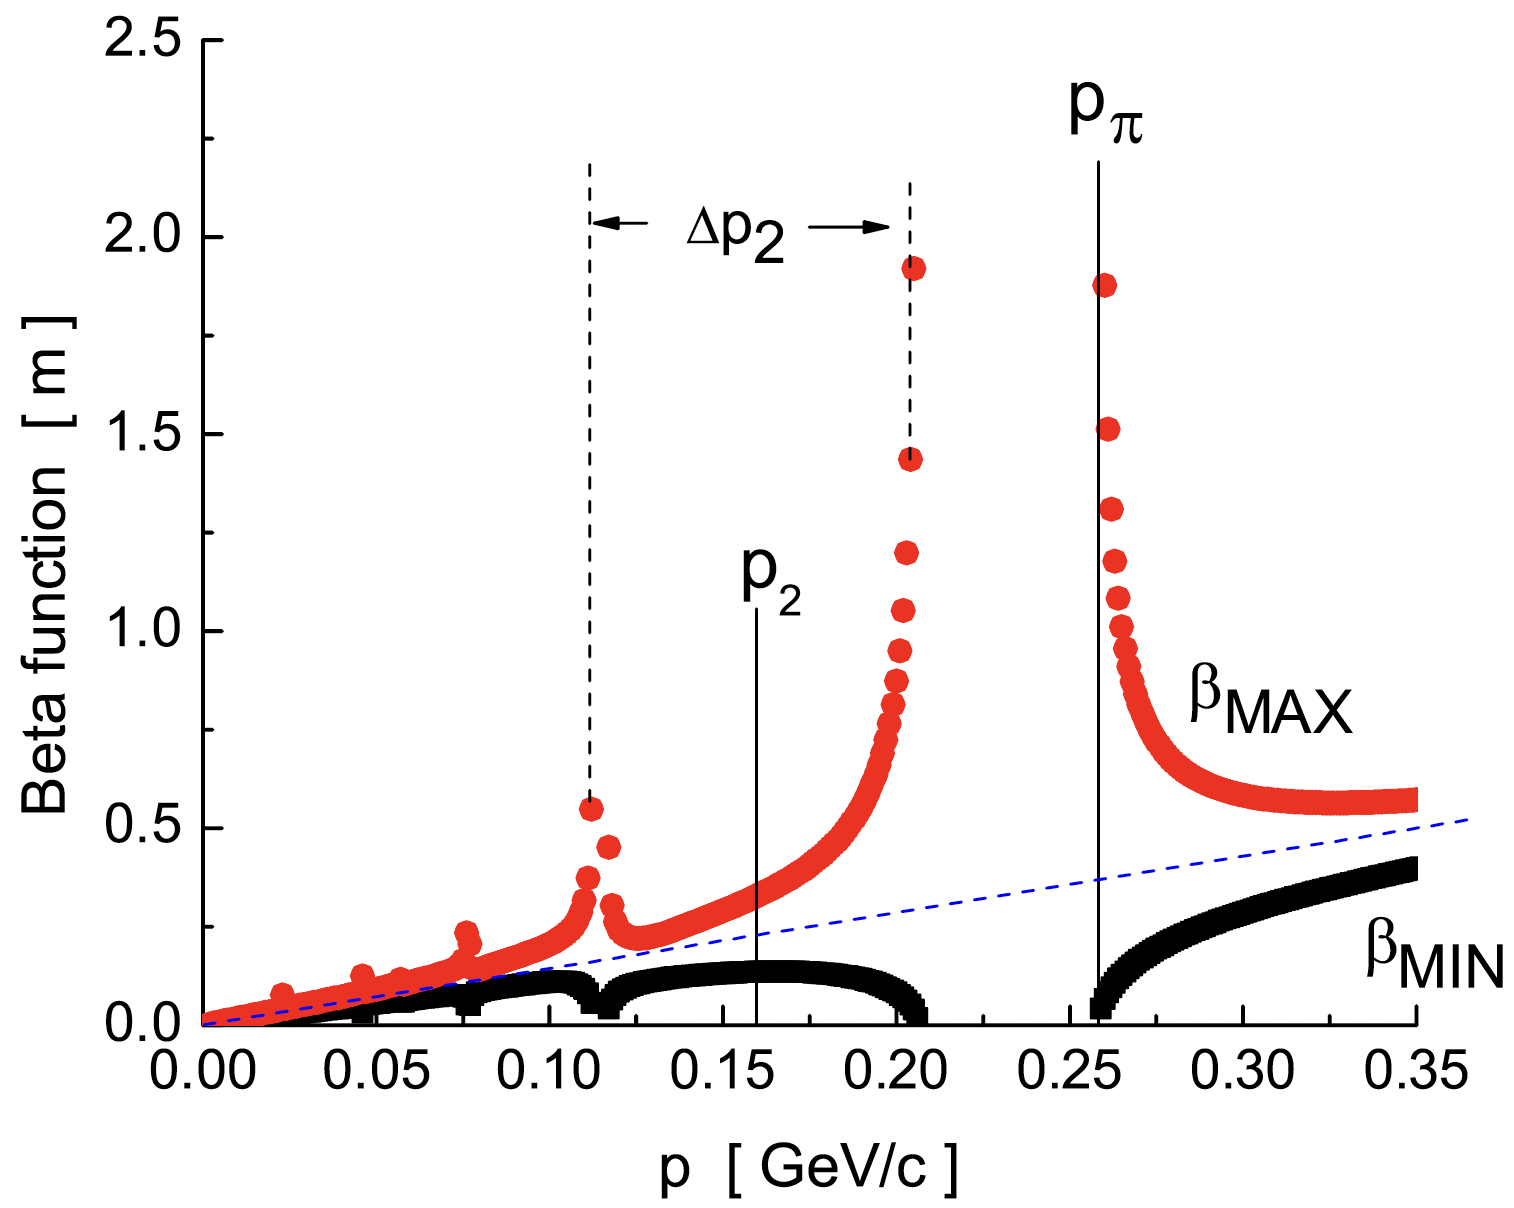 2.5
2.0
1.5
1.0
0.5
0.0
Beta function [ m ]
Δp2
p2
pπ
βMAX
βMIN
0.00 0.05 0.10 0.15 0.20 0.25 0.30 0.35
p [ GeV/c ]